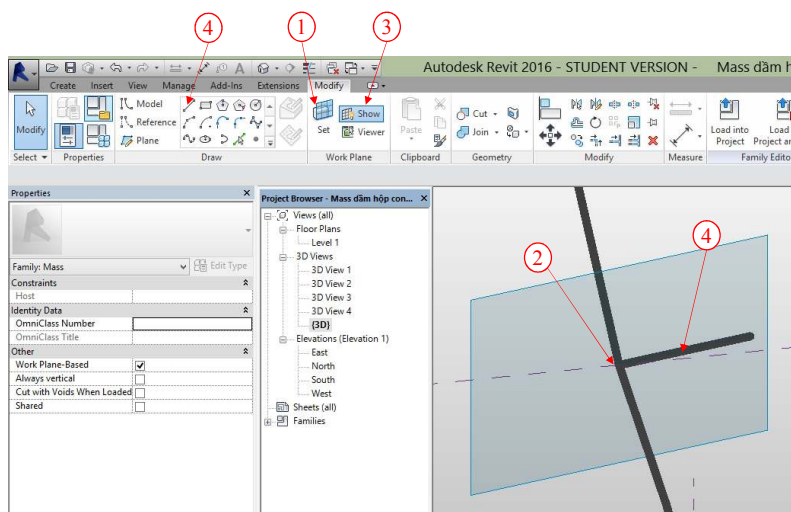 4
1
3
Autodesk Revit 2016 - STUDENT VERSION - Mass dầm h
Create Insert View Manage Add-Ins Extensions Modify
Modify
Model
Reference
Plane
Set
Show
Viewer
Paste
Cut
Join
Load into
Project
Load
Project an
Select Properties Draw Work Plane Clipboard Geometry Modify Measure Family Edito
Properties
Family: Mass
Edit Type
Constraints
Host
Identity Data
OmniClass Number
OmniClass Title
Other
Work Plane-Based
Always vertical
Cut with Voids When Loaded
Shared
Project Browser - Mass dầm hộp con...
Views (all)
Floor Plans
Level 1
3D Views
3D View 1
3D View 2
3D View 3
3D View 4
{3D}
Elevations (Elevation 1)
East
North
South
West
Sheets (all)
Families
2
4